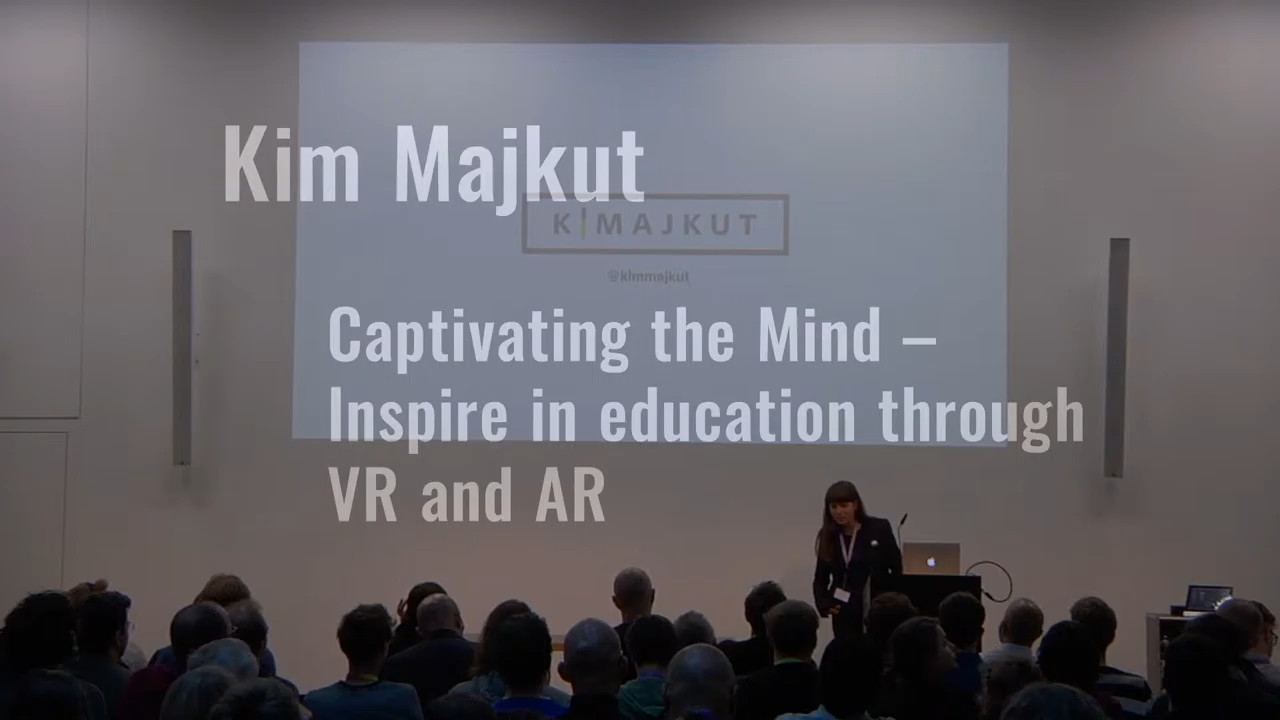 Kim Majkut
K|MAJKUT
@kimmajkut
Captivating the Mind –
Inspire in education through
VR and AR